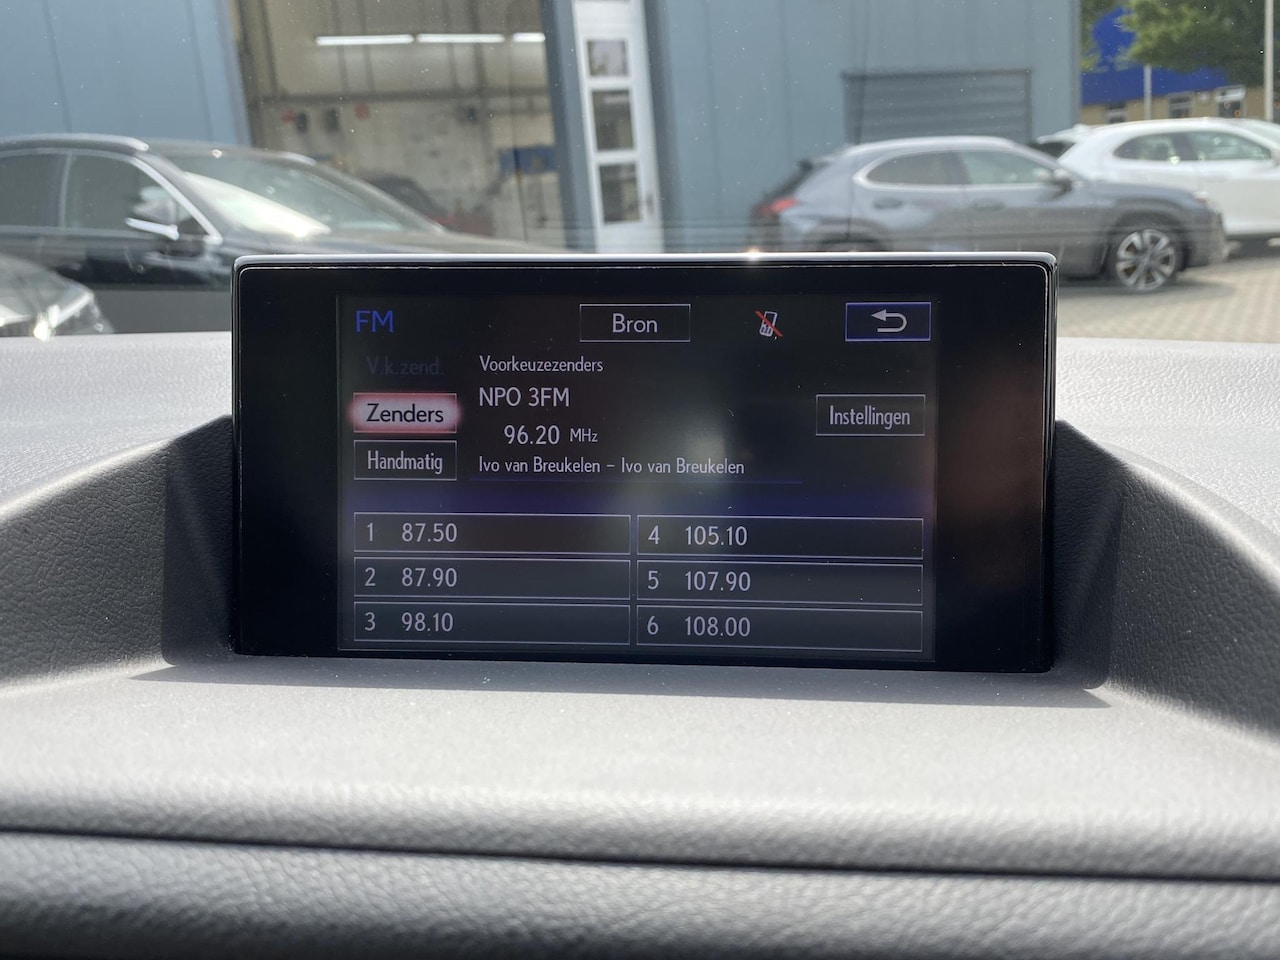 FM
Bron
V.k.zend.
Voorkeuzezenders
Zenders
NPO 3FM
96.20 MHz
Instellingen
Handmatig
Ivo van Breukelen - Ivo van Breukelen
1 87.50
4 105.10
2 87.90
5 107.90
3 98.10
6 108.00